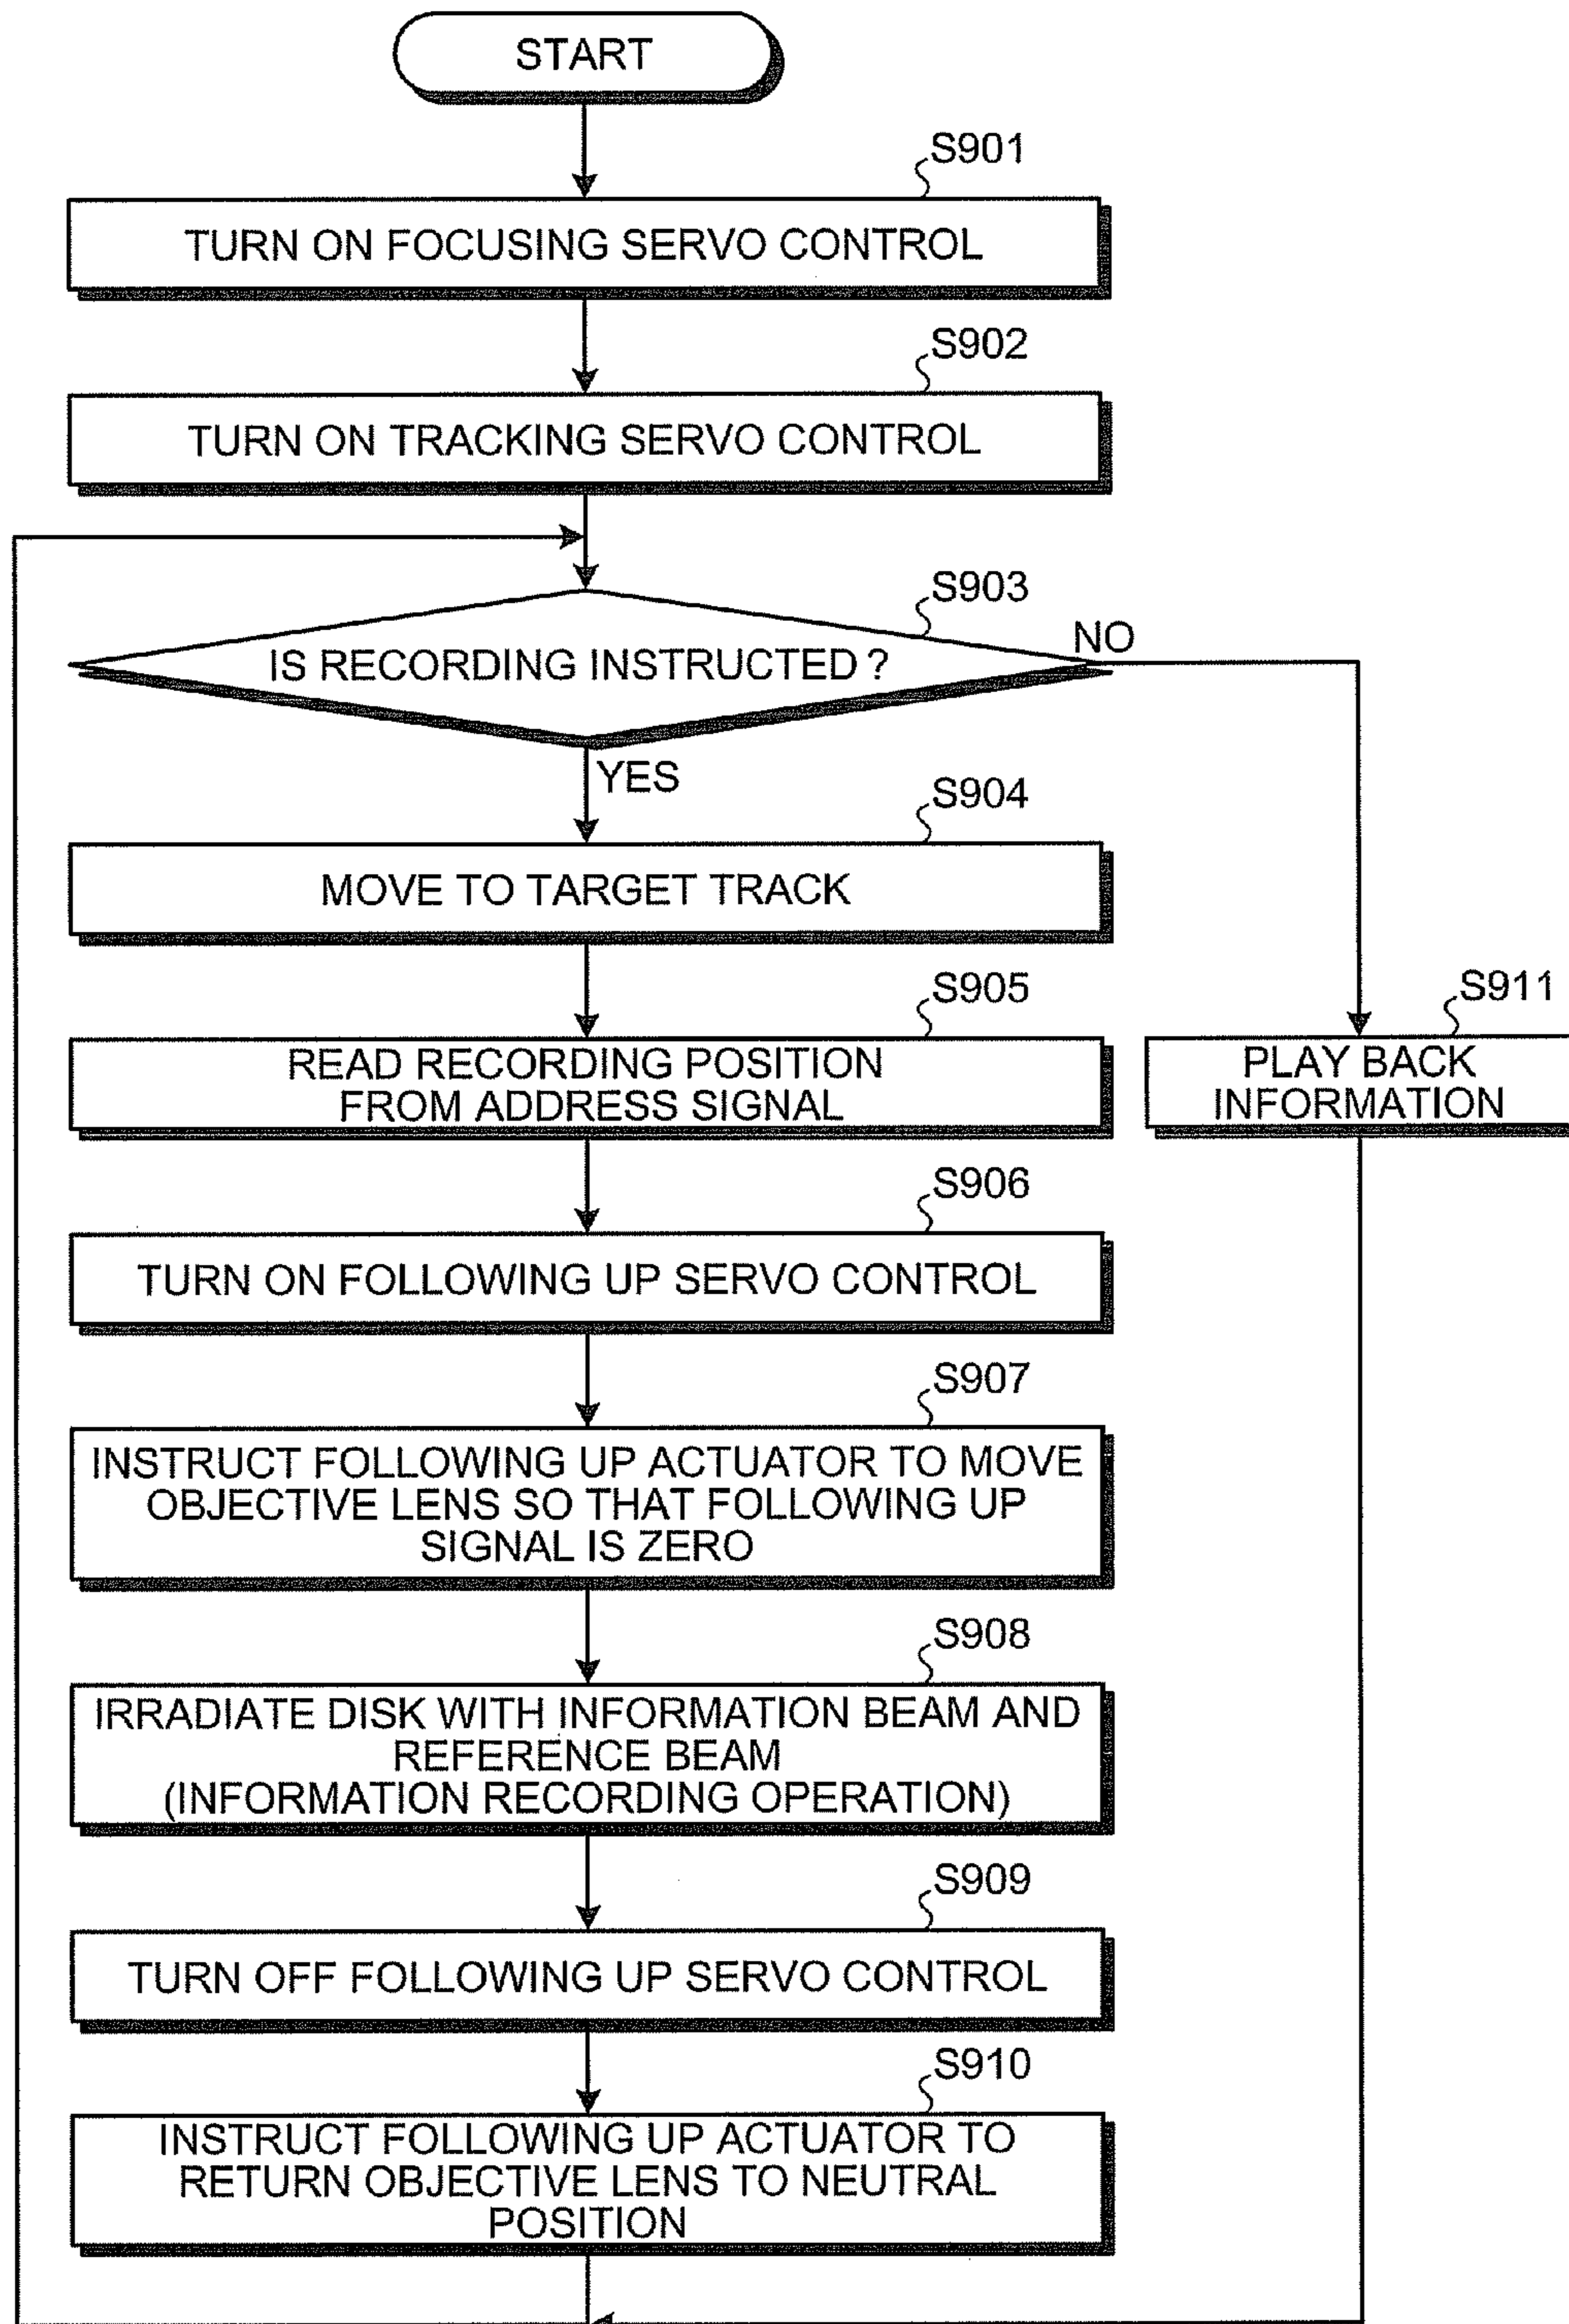 START
S901
TURN ON FOCUSING SERVO CONTROL
S902
TURN ON TRACKING SERVO CONTROL
S903
IS RECORDING INSTRUCTED ?
NO
YES
S904
MOVE TO TARGET TRACK
S905
READ RECORDING POSITION
FROM ADDRESS SIGNAL
S911
PLAY BACK
INFORMATION
S906
TURN ON FOLLOWING UP SERVO CONTROL
S907
INSTRUCT FOLLOWING UP ACTUATOR TO MOVE
OBJECTIVE LENS SO THAT FOLLOWING UP
SIGNAL IS ZERO
S908
IRRADIATE DISK WITH INFORMATION BEAM AND
REFERENCE BEAM
(INFORMATION RECORDING OPERATION)
S909
TURN OFF FOLLOWING UP SERVO CONTROL
S910
INSTRUCT FOLLOWING UP ACTUATOR TO
RETURN OBJECTIVE LENS TO NEUTRAL
POSITION